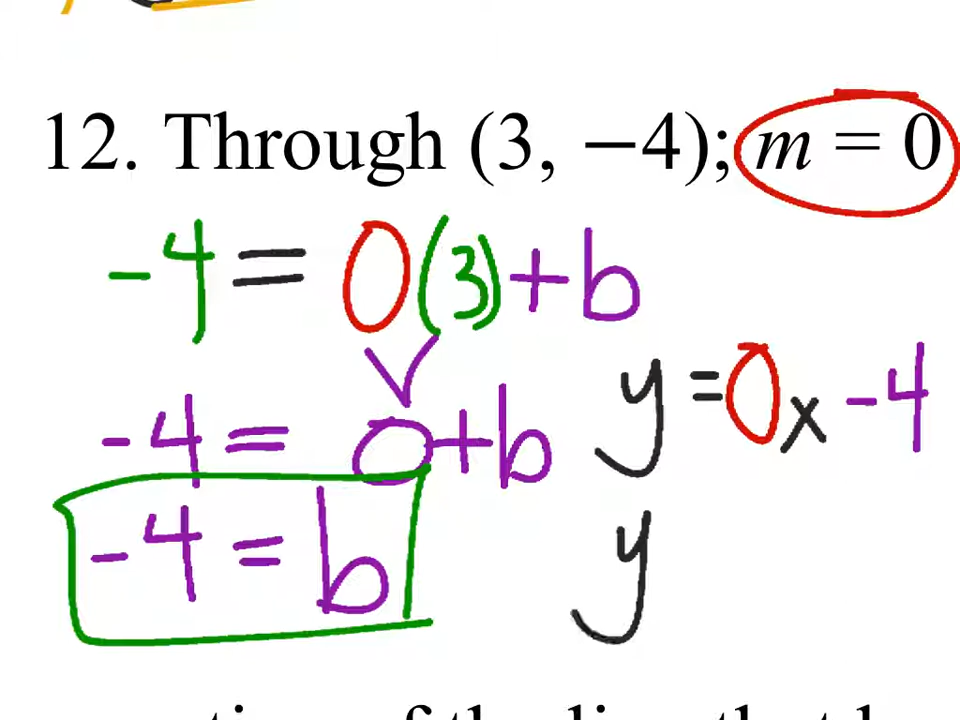 12. Through (3, −4); m = 0
-4 = 0(3)+b
-4 = 0+b
-4 = b
y = 0x -4
y